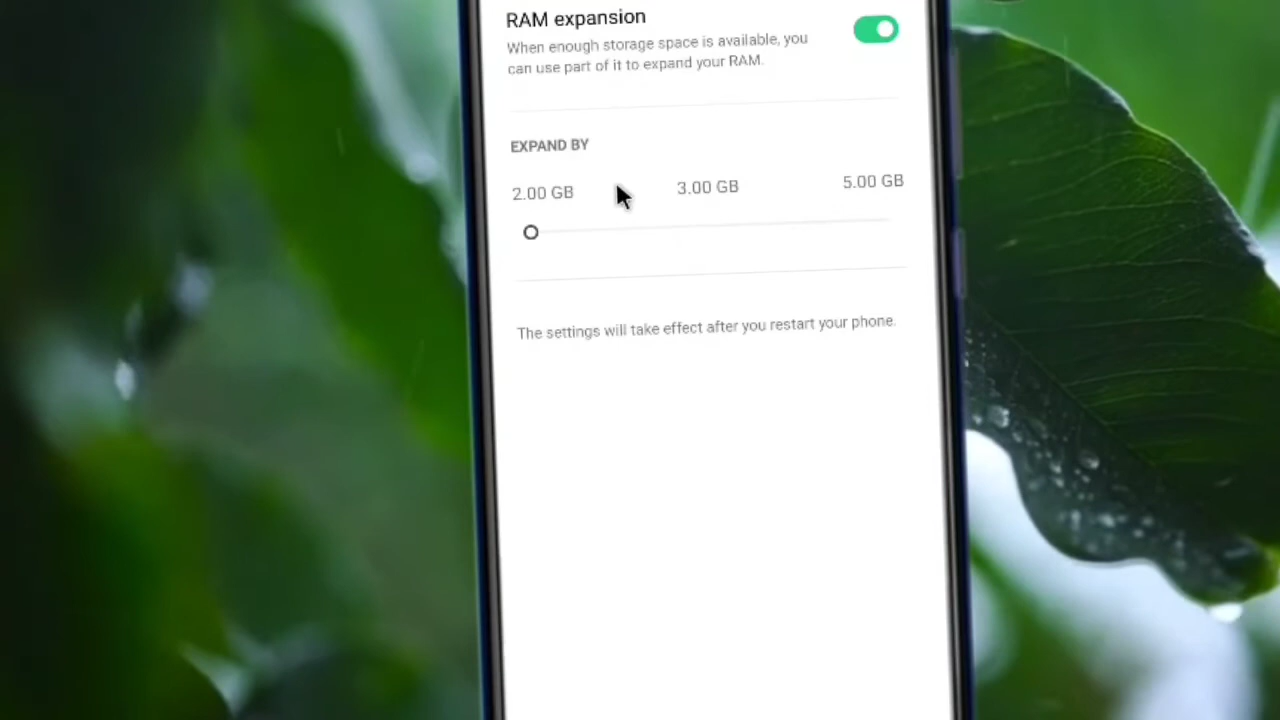 RAM expansion
When enough storage space is available, you
can use part of it to expand your RAM.
EXPAND BY
2.00 GB 3.00 GB 5.00 GB
The settings will take effect after you restart your phone.